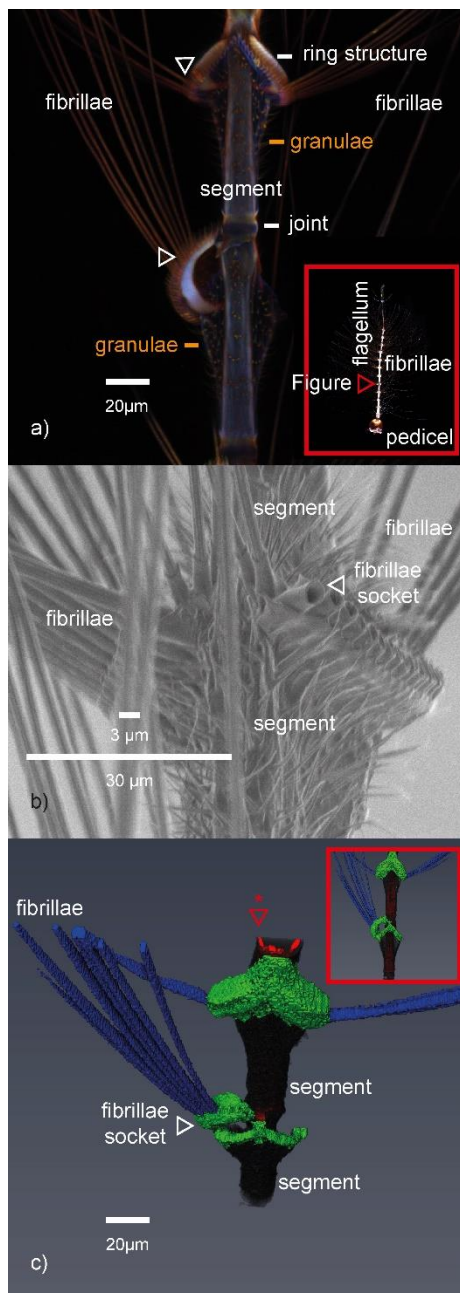 ring structure
fibrillae
fibrillae
granulae
segment
joint
granulae
flagellum
fibrillae
Figure
20µm
pedicel
a)
segment
fibrillae
fibrillae
socket
fibrillae
segment
3 µm
30 µm
b)
*
fibrillae
segment
fibrillae
socket
segment
20µm
c)